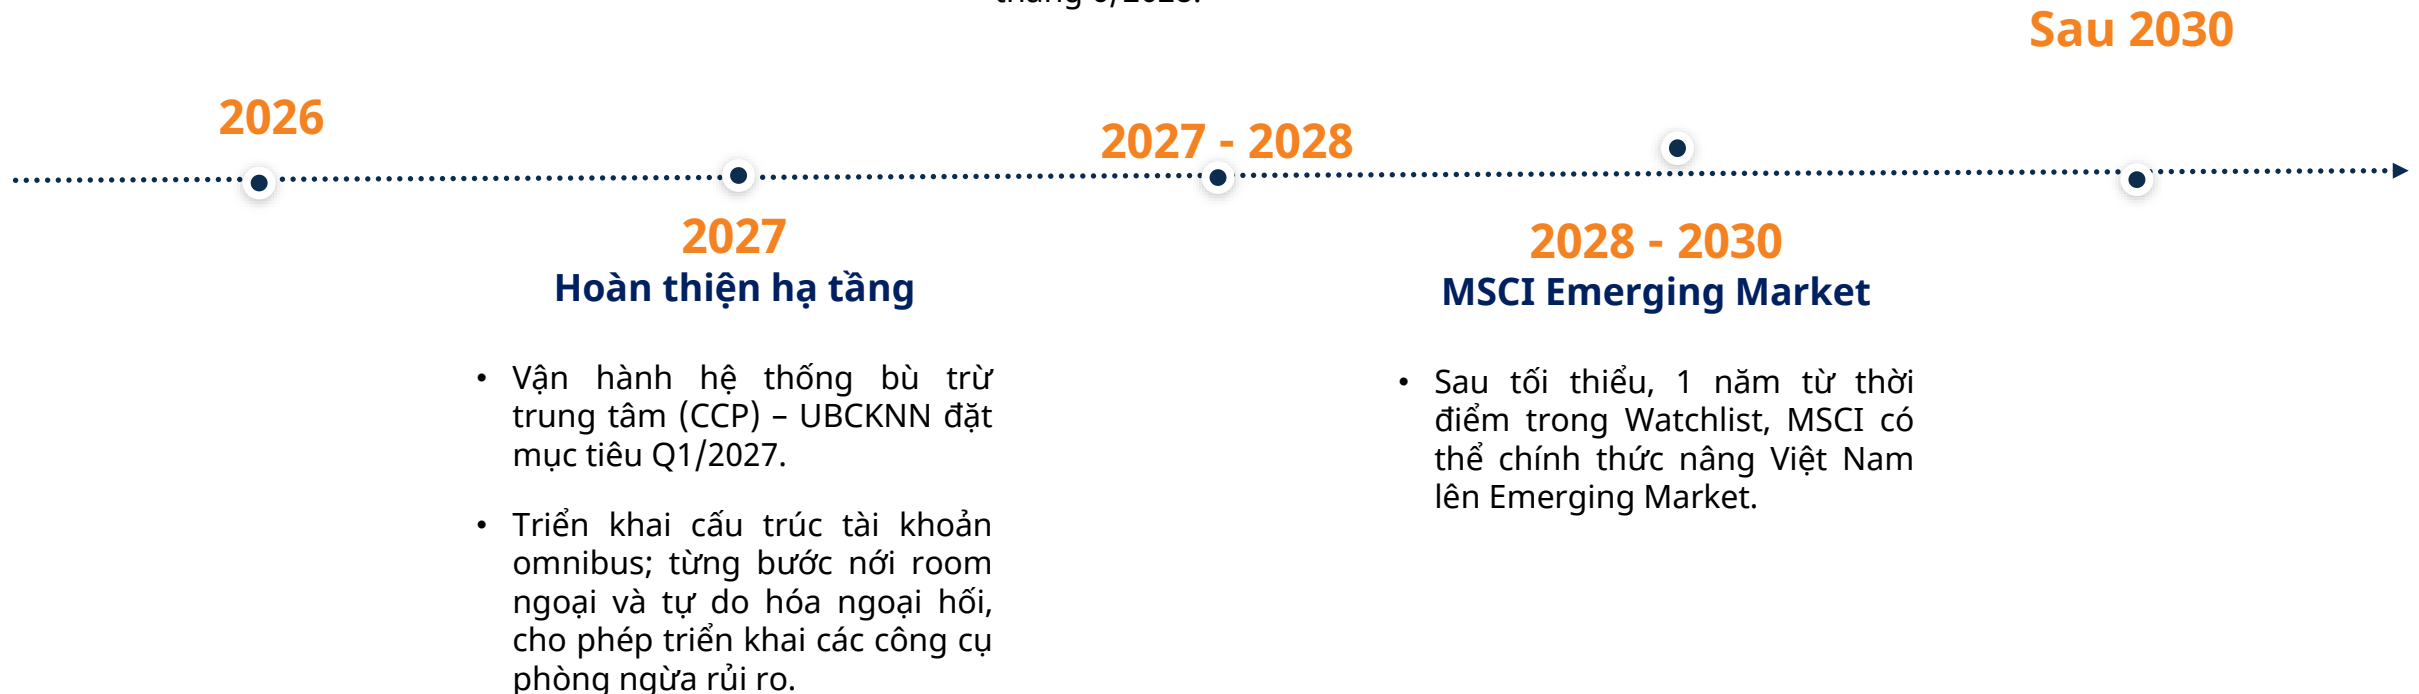 Sau 2030
2026
2027 - 2028
2027
Hoàn thiện hạ tầng
• Vận hành hệ thống bù trừ
trung tâm (CCP) – UBCKNN đặt
mục tiêu Q1/2027.
• Triển khai cấu trúc tài khoản
omnibus; từng bước nới room
ngoại và tự do hóa ngoại hối,
cho phép triển khai các công cụ
phòng ngừa rủi ro.
2028 - 2030
MSCI Emerging Market
• Sau tối thiểu, 1 năm từ thời
điểm trong Watchlist, MSCI có
thể chính thức nâng Việt Nam
lên Emerging Market.